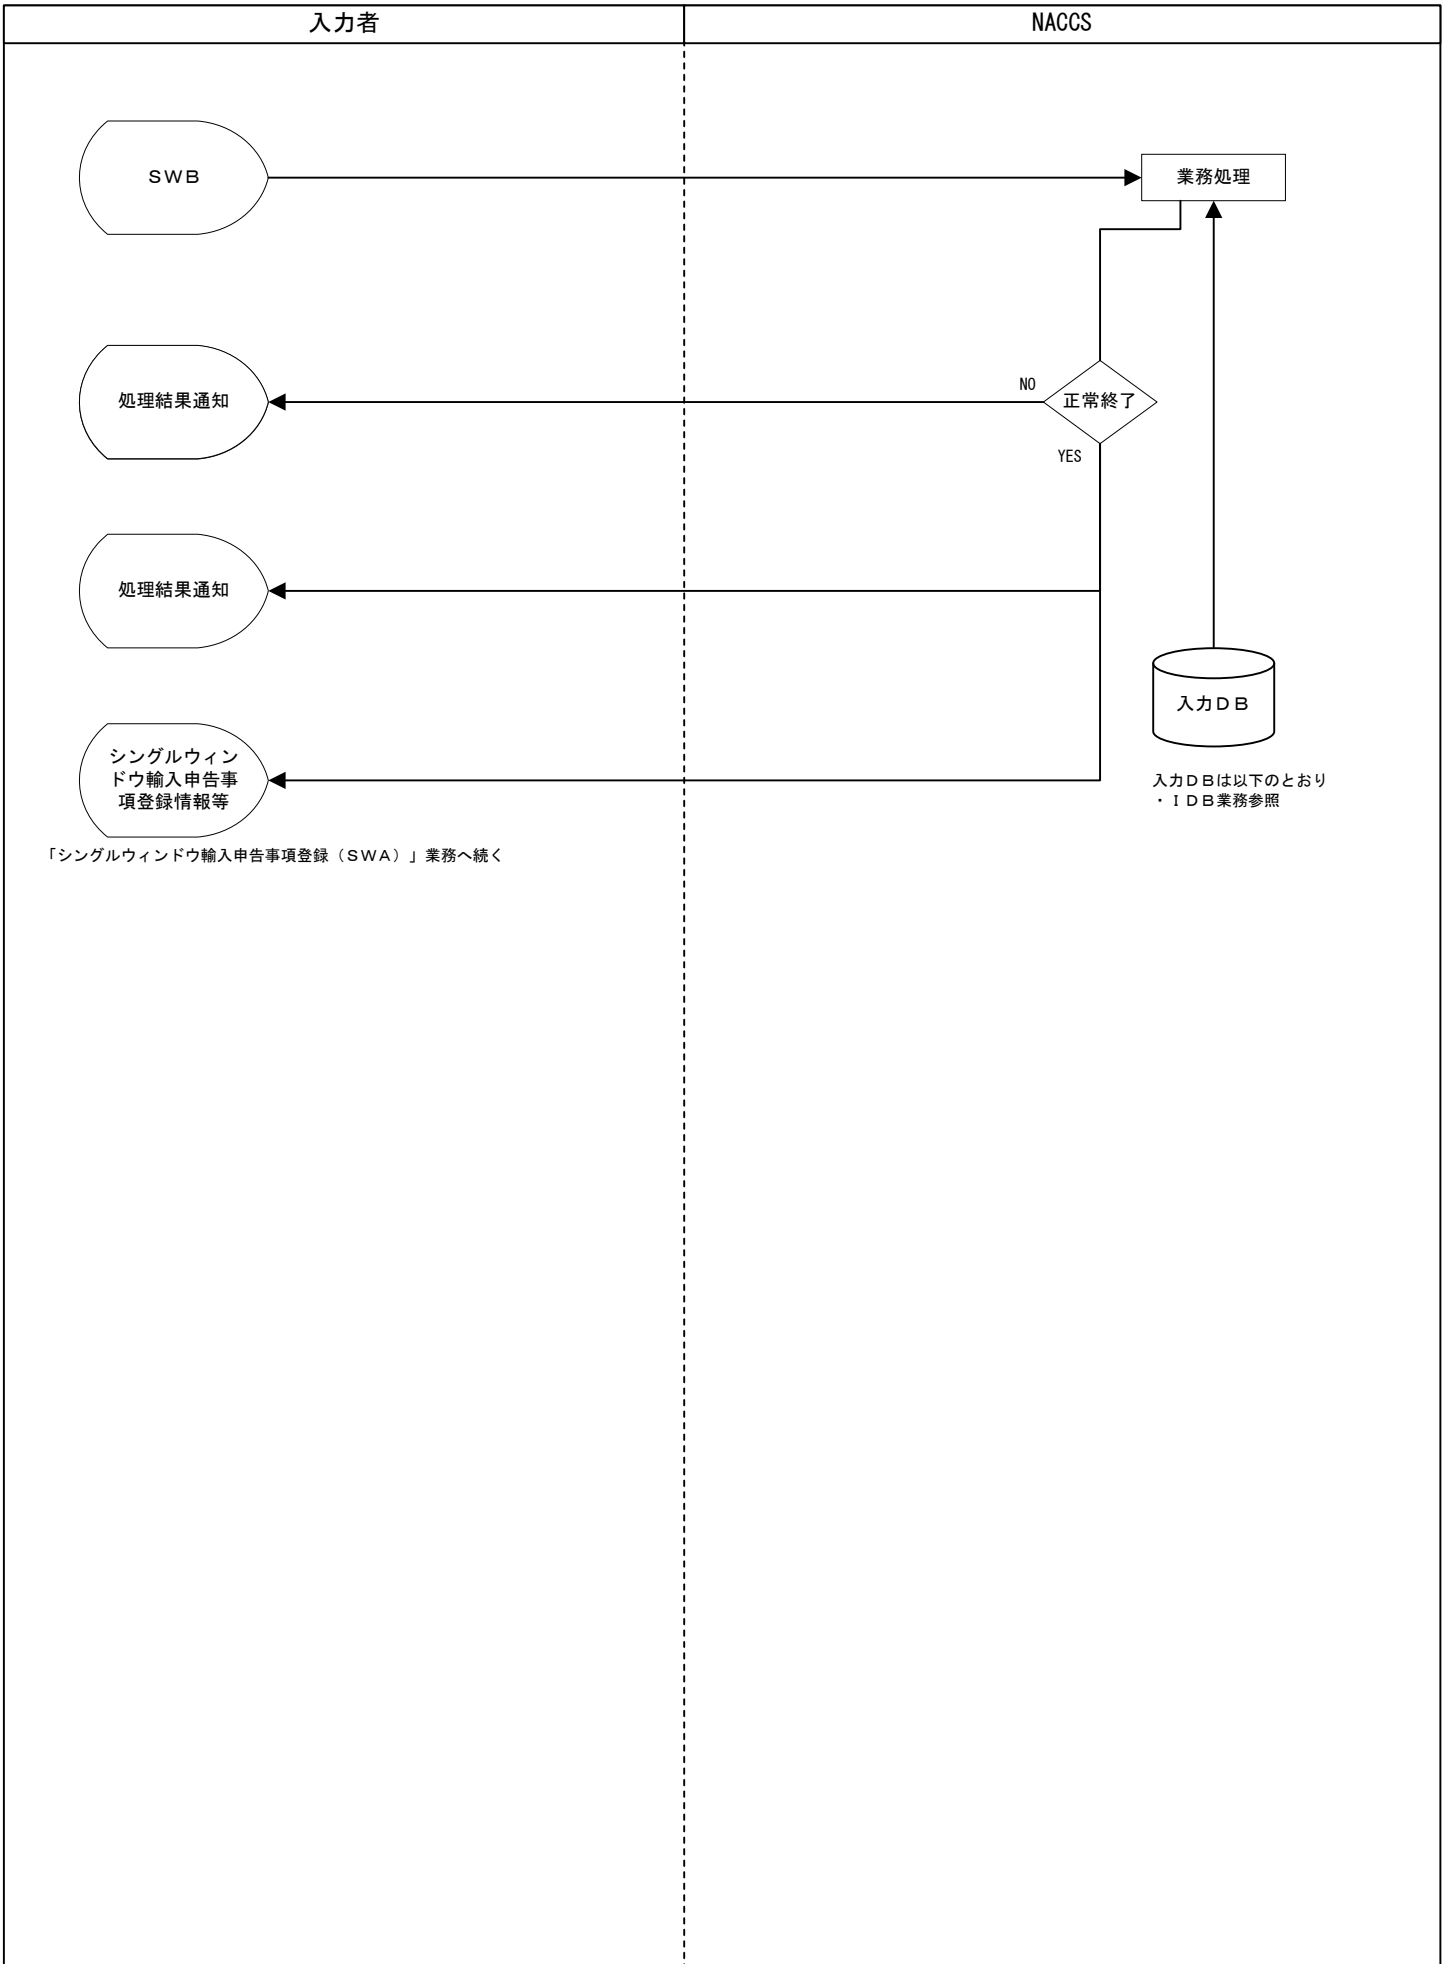 入力者
NACCS
ＳＷＢ
業務処理
処理結果通知
NO
正常終了
YES
処理結果通知
入力ＤＢ
シングルウィン
ドウ輸入申告事
項登録情報等
入力ＤＢは以下のとおり
・ＩＤＢ業務参照
「シングルウィンドウ輸入申告事項登録（ＳＷＡ）」業務へ続く